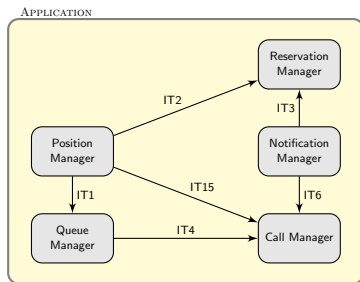 APPLICATION
Reservation
Manager
IT2
IT3
Position
Manager
Notification
Manager
IT1
IT15
IT6
Queue
Manager
IT4
Call Manager